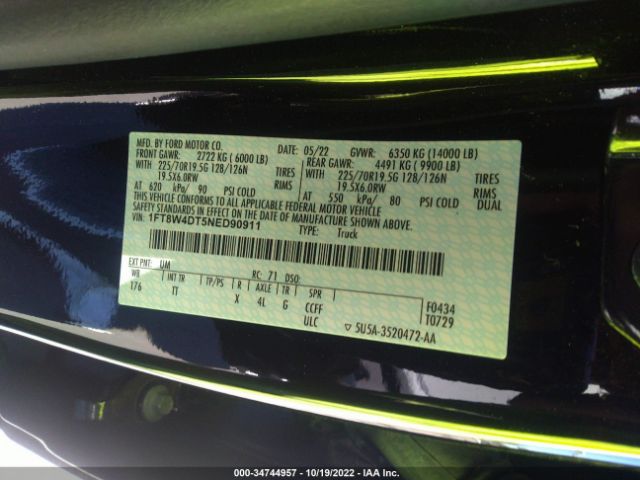 MFD. BY FORD MOTOR CO. DATE: 05/22 GVWR: 6350 KG (14000 LB)
FRONT GAWR: 2722 KG (6000 LB) REAR GAWR: 4491 KG (9900 LB)
WITH 225/70R19.5G 128/126N TIRES WITH 225/70R19.5G 128/126N TIRES
19.5X6.0RW RIMS 19.5X6.0RW RIMS
AT 620 kPa/ 90 PSI COLD AT 550 kPa/ 80 PSI COLD DUAL
THIS VEHICLE CONFORMS TO ALL APPLICABLE FEDERAL MOTOR VEHICLE
SAFETY STANDARDS IN EFFECT ON THE DATE OF MANUFACTURE SHOWN ABOVE.
VIN: 1FT8W4DT5NED90911 TYPE: Truck
EXT PNT: UM RC: 71 DSO:
WB INT TR TP/PS R AXLE TR SPR
176 TT X 4L G CCFF F0434
ULC T0729
▽ 5U5A-3520472-AA
000-34744957 - 10/19/2022 - IAA Inc.